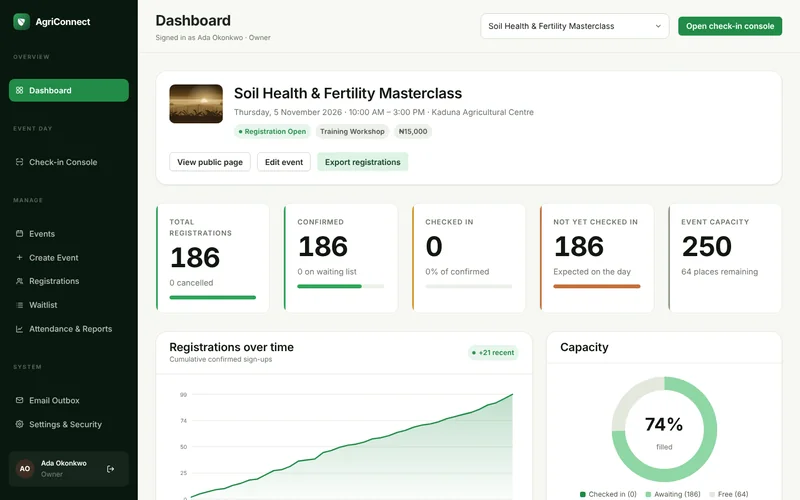 AgriConnect
OVERVIEW
Dashboard
EVENT DAY
Check-in Console
MANAGE
Events
Create Event
Registrations
Waitlist
Attendance & Reports
SYSTEM
Email Outbox
Settings & Security
AO
Ada Okonkwo
Owner
Dashboard
Signed in as Ada Okonkwo · Owner
Soil Health & Fertility Masterclass
Open check-in console
Soil Health & Fertility Masterclass
Thursday, 5 November 2026 · 10:00 AM – 3:00 PM · Kaduna Agricultural Centre
Registration Open
Training Workshop
₦15,000
View public page
Edit event
Export registrations
TOTAL
REGISTRATIONS
186
0 cancelled
CONFIRMED
186
0 on waiting list
CHECKED IN
0
0% of confirmed
NOT YET CHECKED IN
186
Expected on the day
EVENT CAPACITY
250
64 places remaining
Registrations over time
Cumulative confirmed sign-ups
+21 recent
99
74
50
25
0
Capacity
74%
filled
Checked in (0)
Awaiting (186)
Free (64)